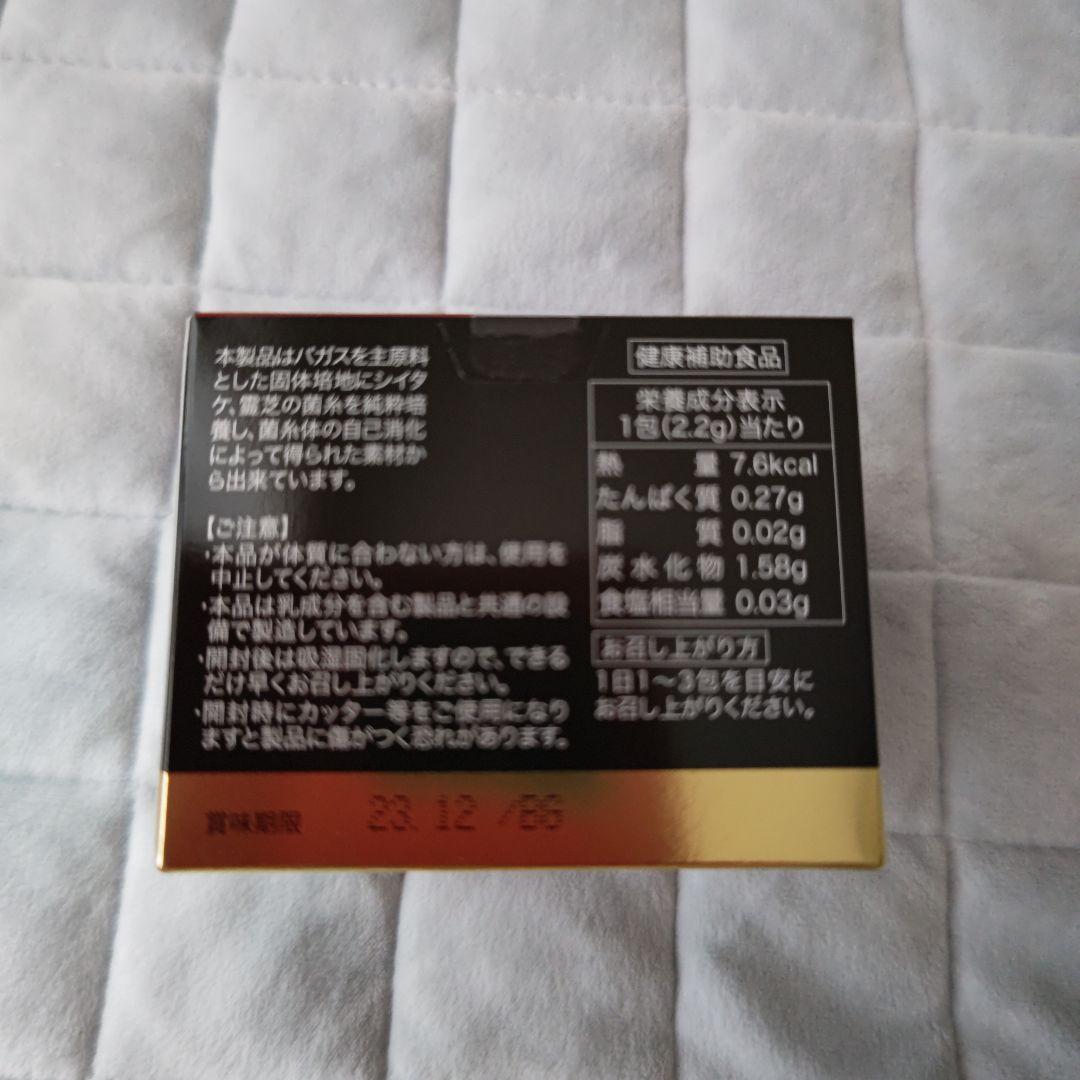 本製品はバガスを主原料
とした固体培地にシイタ
ケ、霊芝の菌糸を純粋培
養し、菌糸体の自己消化
によって得られた素材か
ら出来ています。
【ご注意】
・本品が体質に合わない方は、使用を
中止してください。
・本品は乳成分を含む製品と共通の設
備で製造しています。
・開封後は吸湿固化しますので、できる
だけ早くお召し上がりください。
・開封時にカッター等をご使用になり
ますと製品に傷がつく恐れがあります。
健康補助食品
栄養成分表示
1包(2.2g)当たり
熱量 7.6kcal
たんぱく質 0.27g
脂質 0.02g
炭水化物 1.58g
食塩相当量 0.03g
お召し上がり方
1日1〜3包を目安に
お召し上がりください。
賞味期限 23.12 /BG